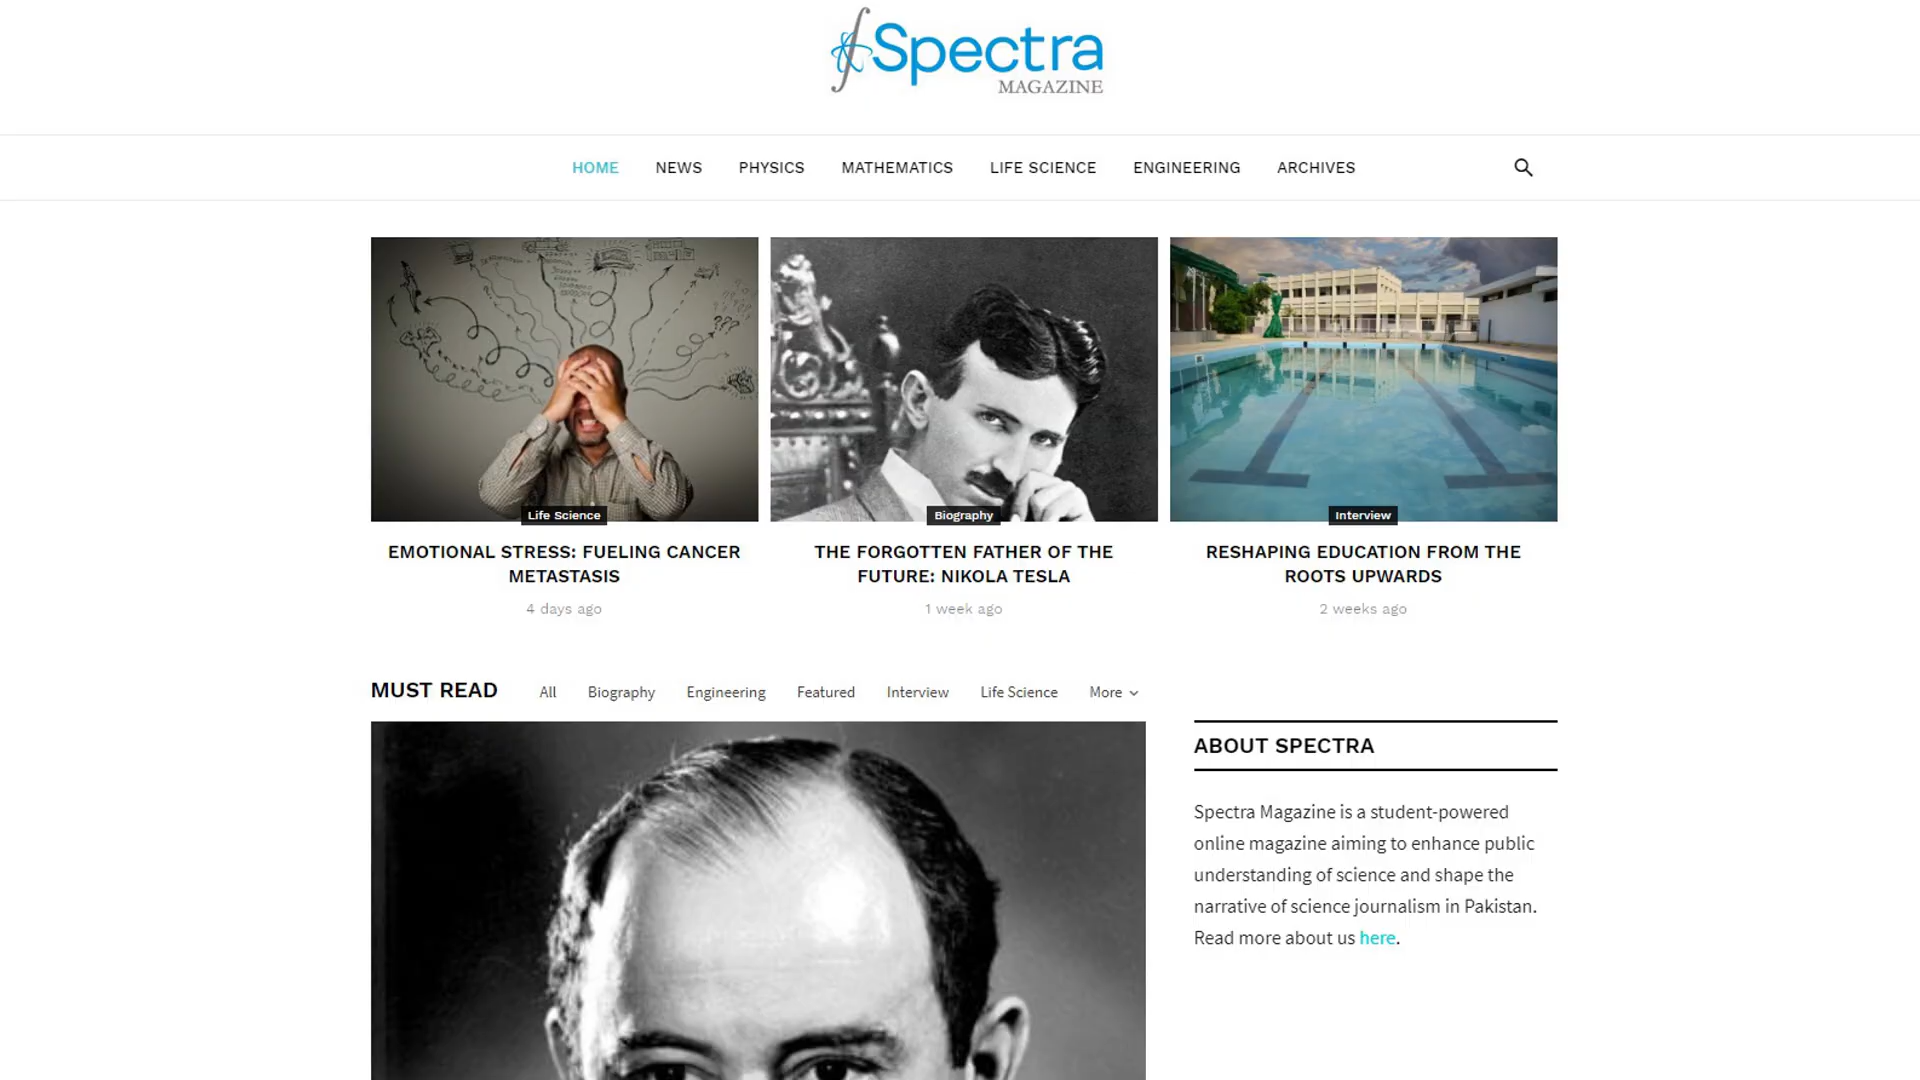 Spectra
MAGAZINE
HOME NEWS PHYSICS MATHEMATICS LIFE SCIENCE ENGINEERING ARCHIVES
Life Science
EMOTIONAL STRESS: FUELING CANCER
METASTASIS
4 days ago
Biography
THE FORGOTTEN FATHER OF THE
FUTURE: NIKOLA TESLA
1 week ago
Interview
RESHAPING EDUCATION FROM THE
ROOTS UPWARDS
2 weeks ago
MUST READ All Biography Engineering Featured Interview Life Science More
ABOUT SPECTRA
Spectra Magazine is a student-powered
online magazine aiming to enhance public
understanding of science and shape the
narrative of science journalism in Pakistan.
Read more about us here.